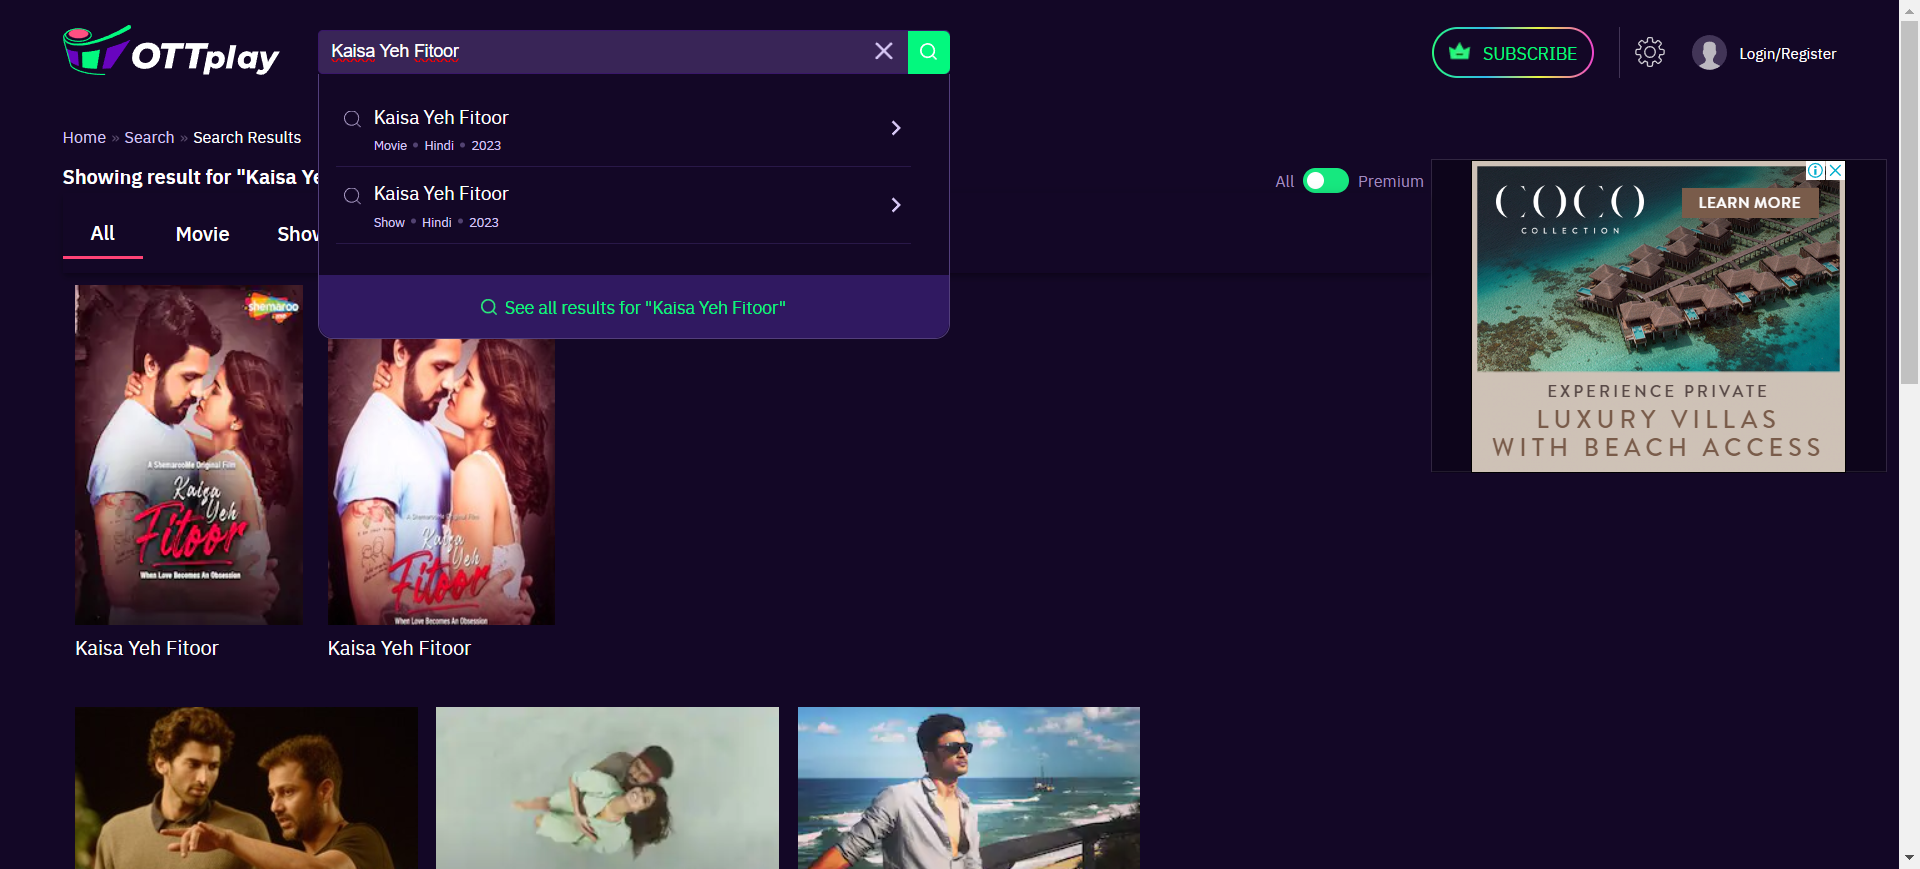 OTTplay
Kaisa Yeh Fitoor
SUBSCRIBE
Login/Register
Kaisa Yeh Fitoor
Movie • Hindi • 2023
Kaisa Yeh Fitoor
Show • Hindi • 2023
See all results for "Kaisa Yeh Fitoor"
Home » Search » Search Results
Showing result for "Kaisa Ye
All Premium
All Movie Show
COCO
COLLECTION
LEARN MORE
EXPERIENCE PRIVATE
LUXURY VILLAS
WITH BEACH ACCESS
shemaroo
A ShemarooMe Original Film
Kaisa
Yeh
Fitoor
When Love Becomes An Obsession
A ShemarooMe Original Film
Kaisa
Yeh
Fitoor
When Love Becomes An Obsession
Kaisa Yeh Fitoor
Kaisa Yeh Fitoor